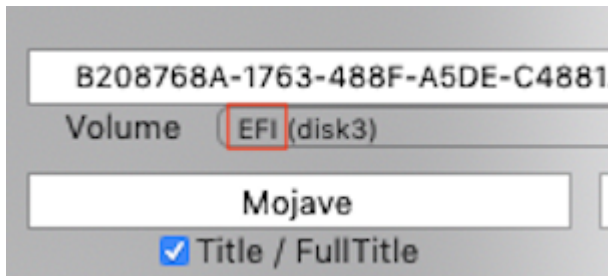 B208768A-1763-488F-A5DE-C4881
Volume EFI (disk3)
Mojave
Title / FullTitle